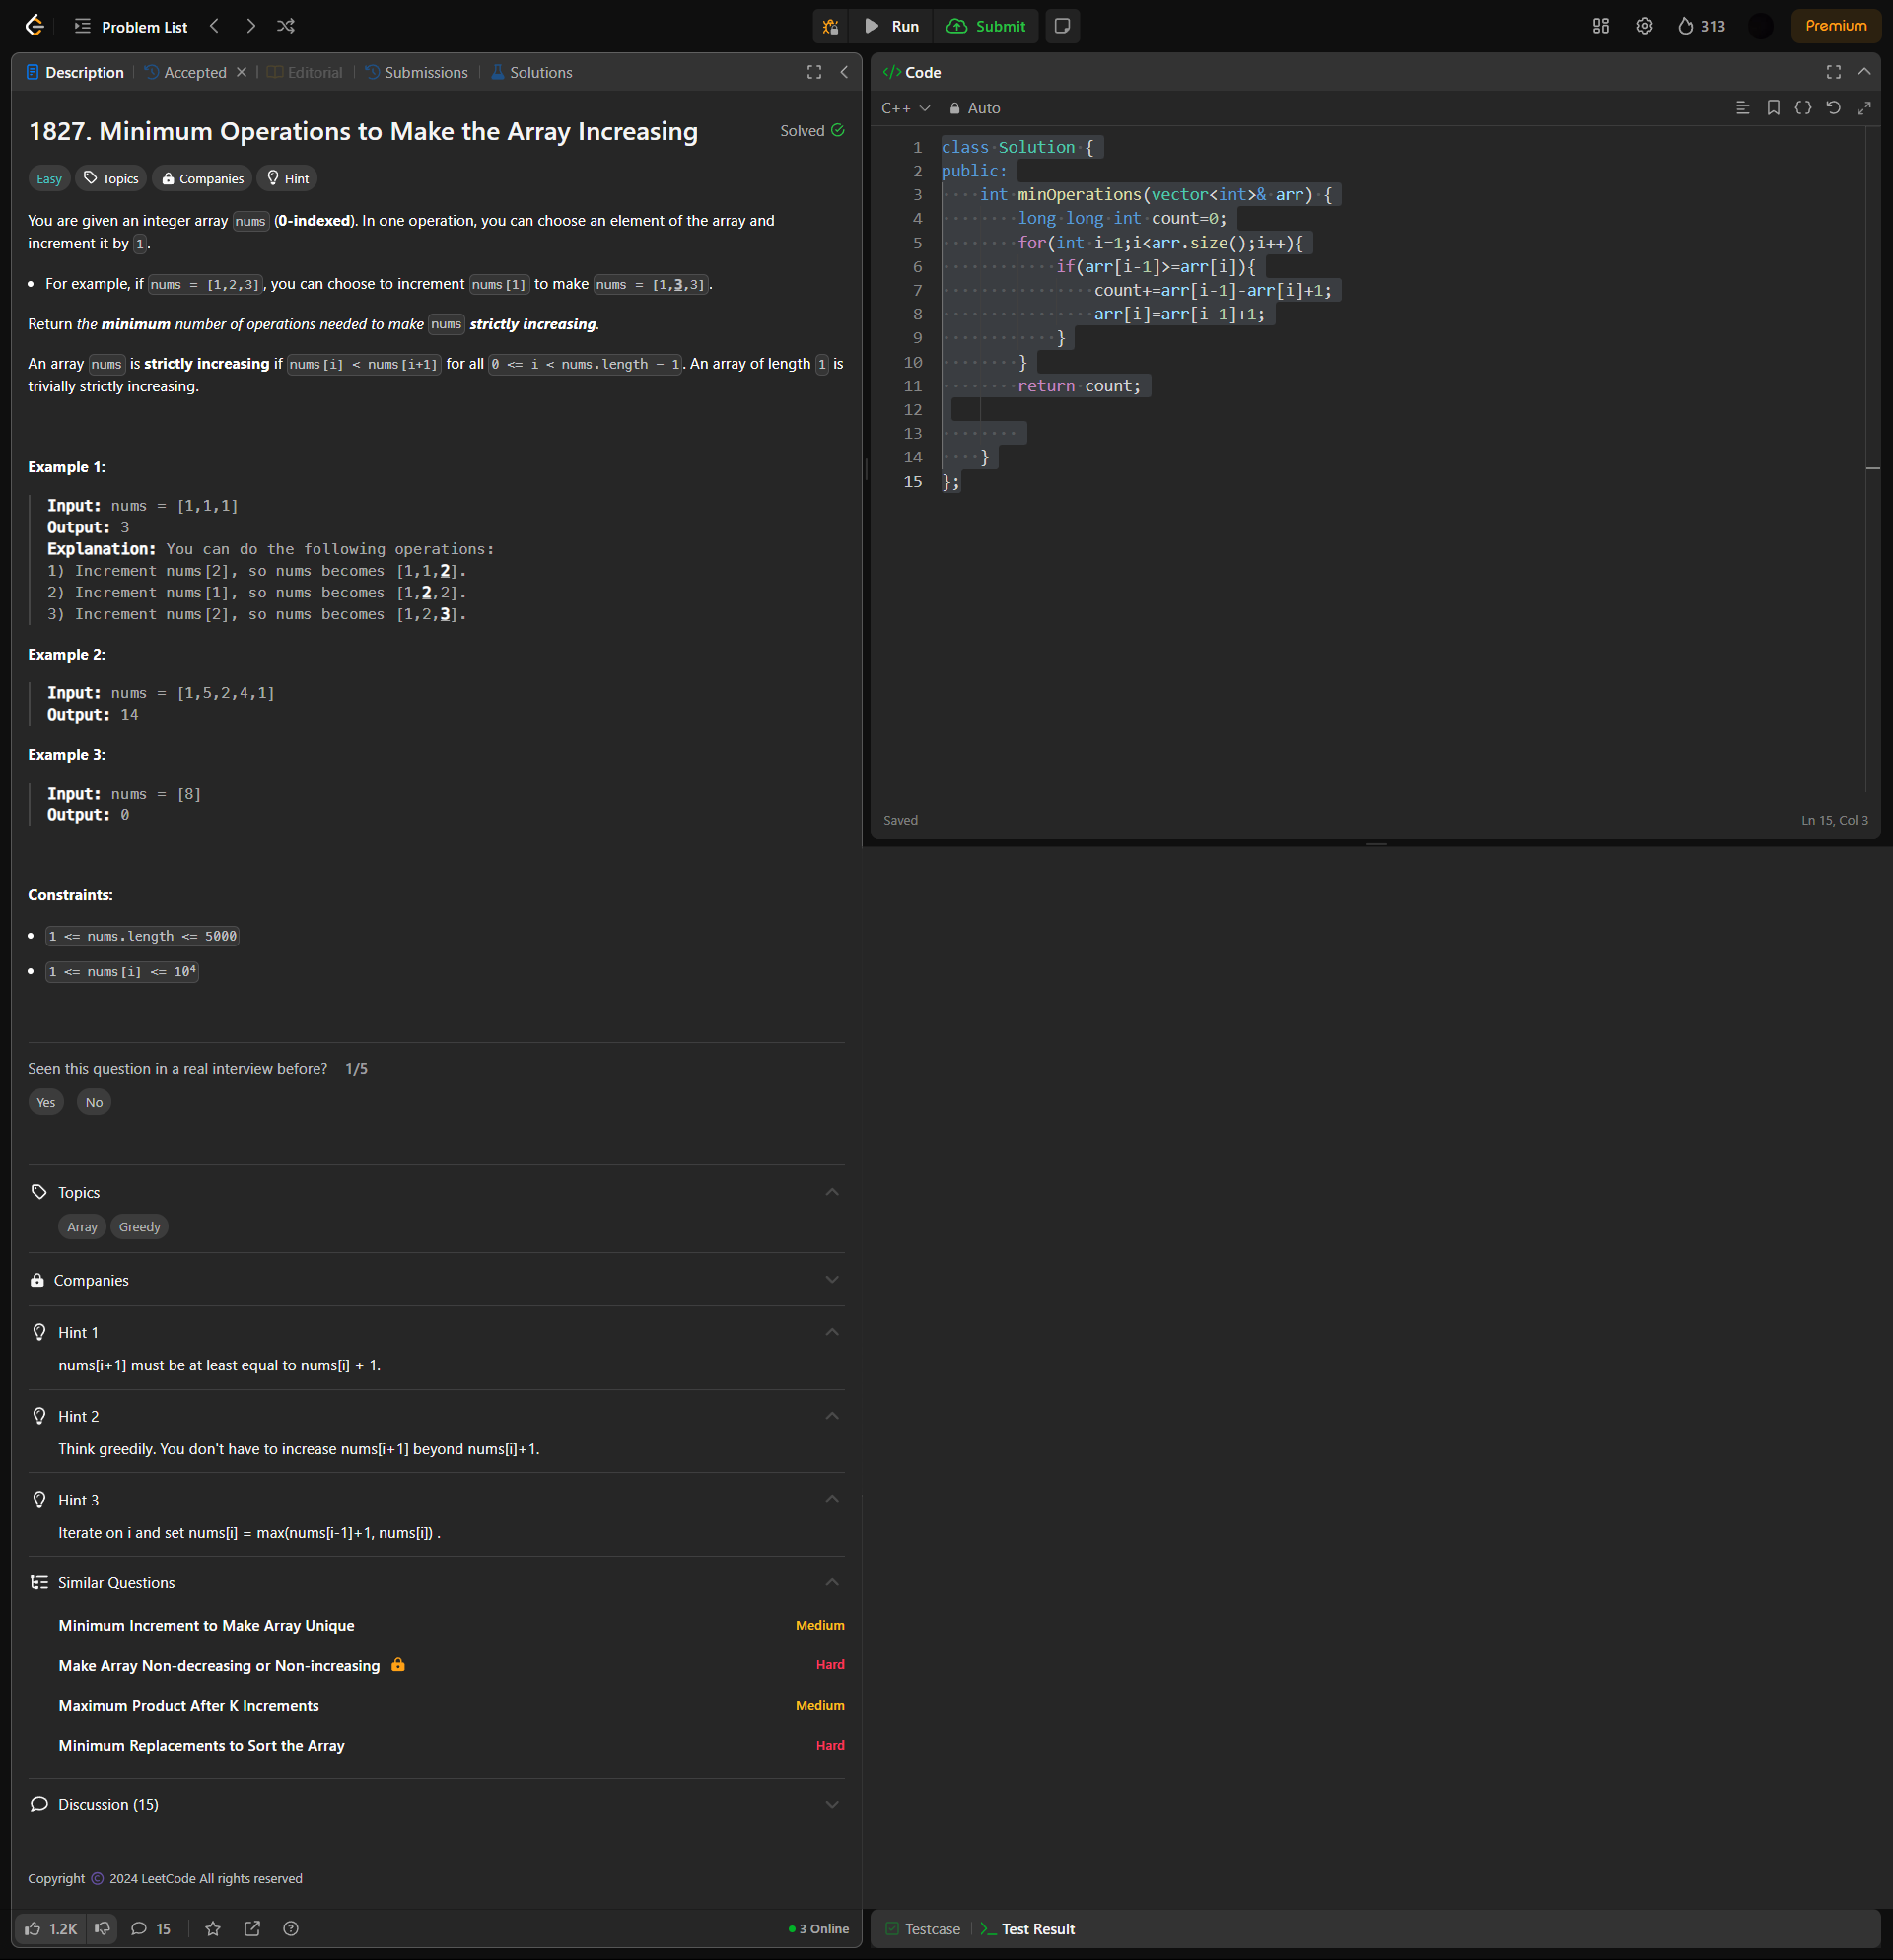 Problem List
Run
Submit
313
Premium
Description
Accepted
Editorial
Submissions
Solutions
1827. Minimum Operations to Make the Array Increasing
Solved
Easy
Topics
Companies
Hint
You are given an integer array nums (0-indexed). In one operation, you can choose an element of the array and
increment it by 1.
• For example, if nums = [1,2,3], you can choose to increment nums[1] to make nums = [1,3,3].
Return the minimum number of operations needed to make nums strictly increasing.
An array nums is strictly increasing if nums[i] < nums[i+1] for all 0 <= i < nums.length - 1. An array of length 1 is
trivially strictly increasing.
Example 1:
Input: nums = [1,1,1]
Output: 3
Explanation: You can do the following operations:
1) Increment nums[2], so nums becomes [1,1,2].
2) Increment nums[1], so nums becomes [1,2,2].
3) Increment nums[2], so nums becomes [1,2,3].
Example 2:
Input: nums = [1,5,2,4,1]
Output: 14
Example 3:
Input: nums = [8]
Output: 0
Constraints:
• 1 <= nums.length <= 5000
• 1 <= nums[i] <= 10⁴
Seen this question in a real interview before? 1/5
Yes
No
Topics
Array
Greedy
Companies
Hint 1
nums[i+1] must be at least equal to nums[i] + 1.
Hint 2
Think greedily. You don't have to increase nums[i+1] beyond nums[i]+1.
Hint 3
Iterate on i and set nums[i] = max(nums[i-1]+1, nums[i]) .
Similar Questions
Minimum Increment to Make Array Unique Medium
Make Array Non-decreasing or Non-increasing Hard
Maximum Product After K Increments Medium
Minimum Replacements to Sort the Array Hard
Discussion (15)
Copyright © 2024 LeetCode All rights reserved
1.2K
15
3 Online
</> Code
C++
Auto
1 class Solution {
2 public:
3     int minOperations(vector<int>& arr) {
4         long long int count=0;
5         for(int i=1;i<arr.size();i++){
6             if(arr[i-1]>=arr[i]){
7                 count+=arr[i-1]-arr[i]+1;
8                 arr[i]=arr[i-1]+1;
9             }
10         }
11         return count;
12
13
14     }
15 };
Saved
Ln 15, Col 3
Testcase
Test Result